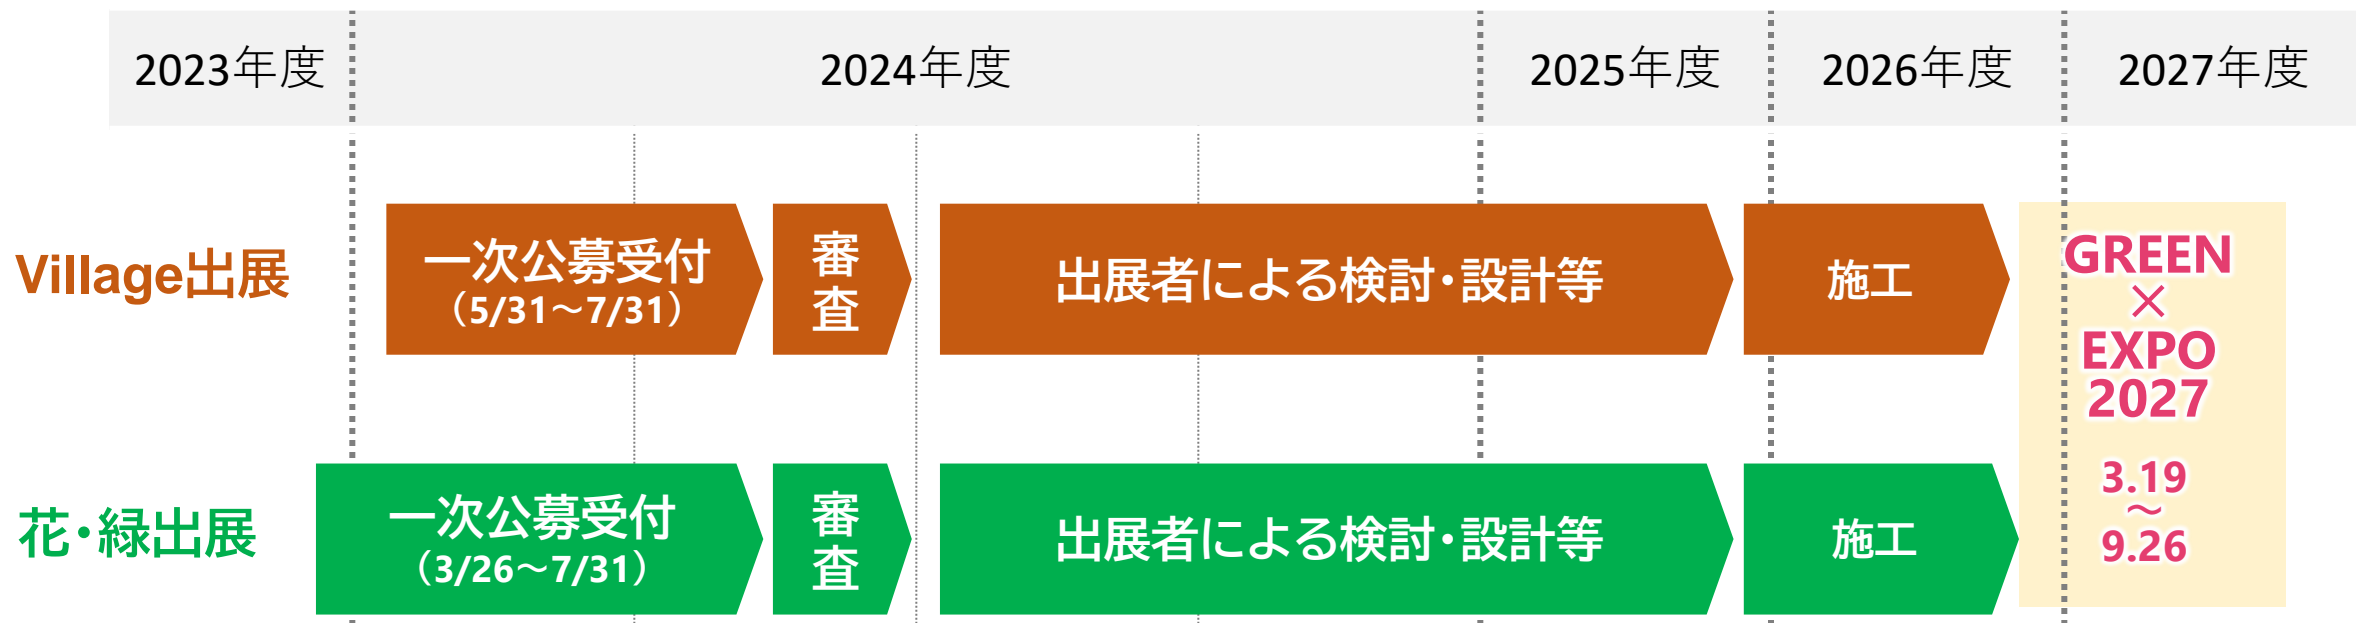 2023年度
2024年度
2025年度
2026年度
2027年度
Village出展
一次公募受付
（5/31～7/31）
審
査
出展者による検討・設計等
施工
花・緑出展
一次公募受付
（3/26～7/31）
審
査
出展者による検討・設計等
施工
GREEN
×
EXPO
2027
3.19
～
9.26